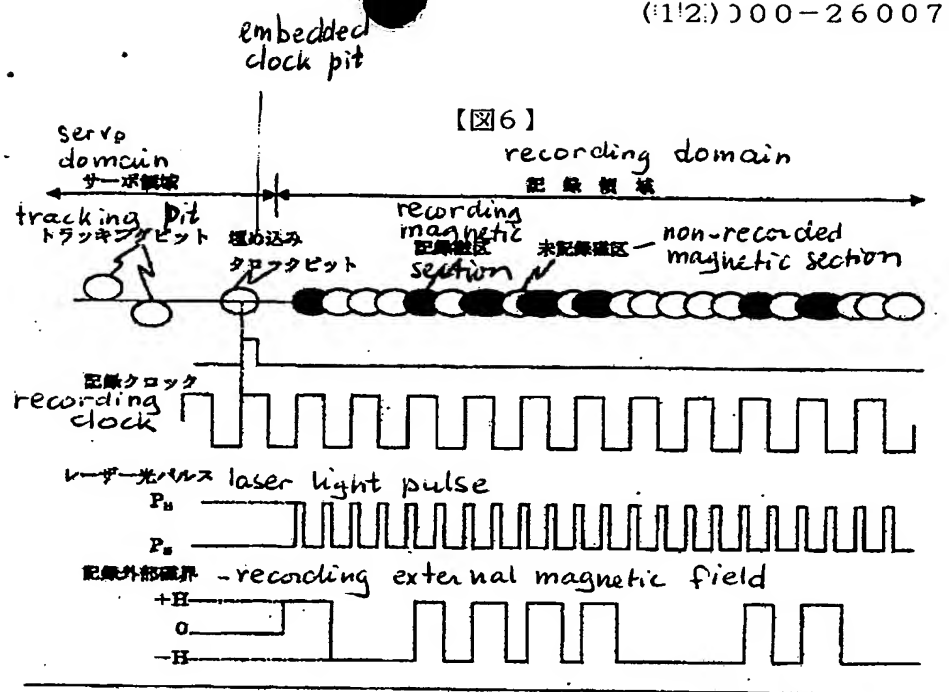 embedded
clock pit
(12))00-26007
【図6】
servo
domain
サーボ領域
recording domain
記録領域
tracking pit
トラッキングピット
埋め込み
クロックピット
recording
magnetic
記録磁区
section
未記録磁区
non-recorded
magnetic section
記録クロック
recording
clock
レーザー光パルス laser light pulse
PH
記録外部磁界 -recording external magnetic field
+H
0
-H